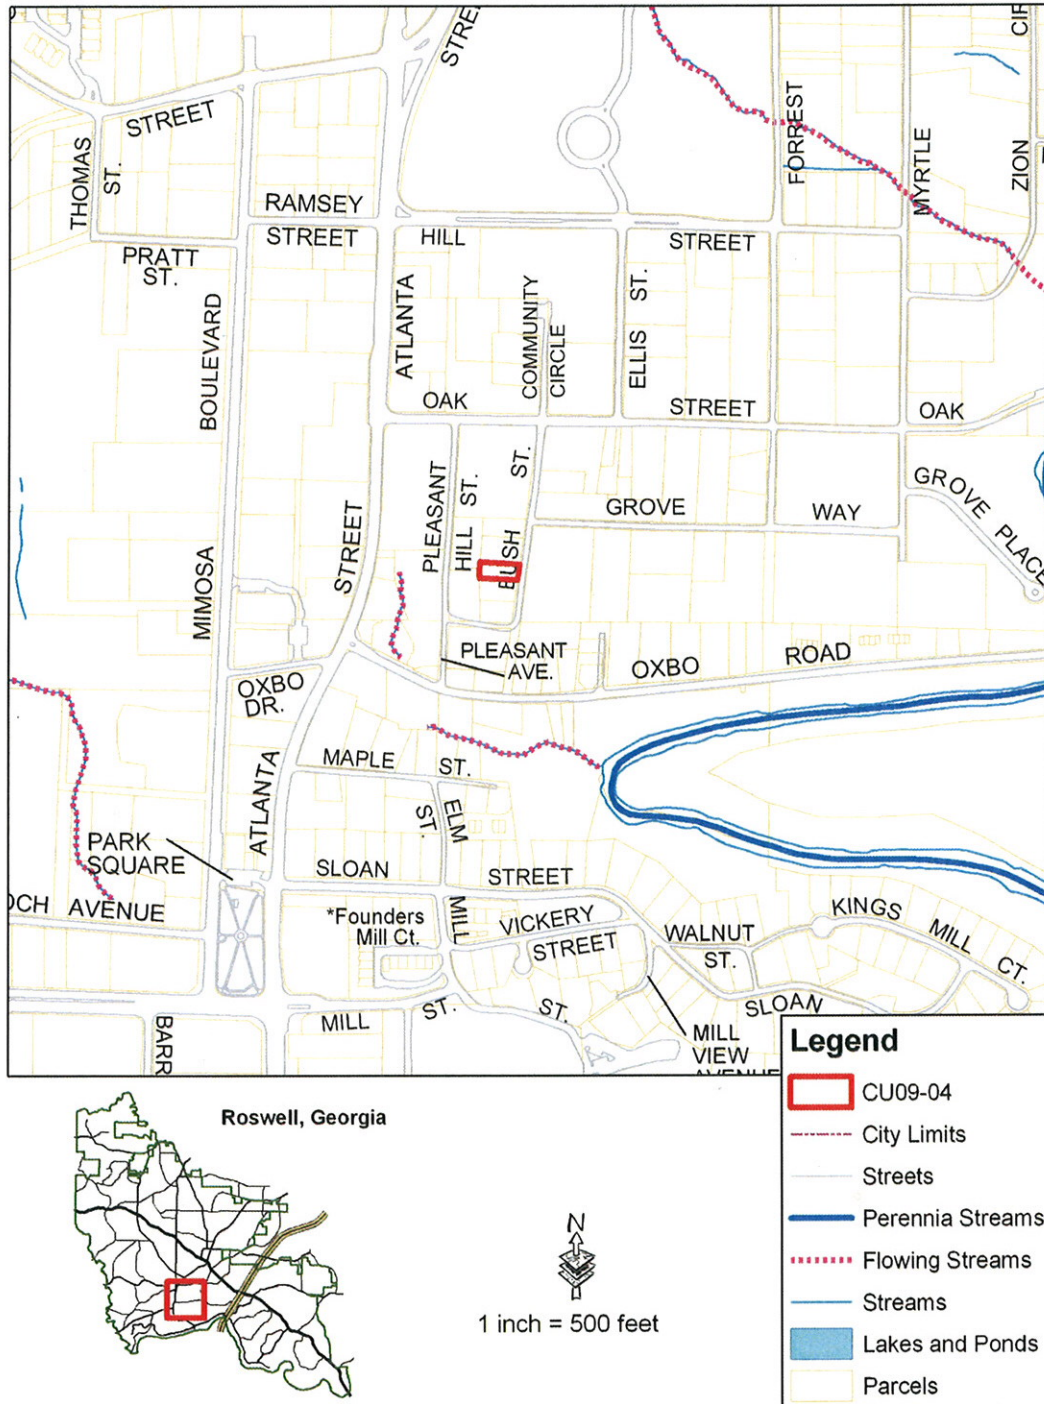 STREET
THOMAS
ST.
PRATT
ST.
RAMSEY
STREET
HILL
STREET
FORREST
MYRTLE
ZION
BOULEVARD
MIMOSA
ATLANTA
STREET
COMMUNITY
CIRCLE
ELLIS
ST.
OAK
STREET
OAK
PLEASANT
HILL
ST.
BUSH
ST.
GROVE
WAY
GROVE
PLACE
PLEASANT
AVE.
OXBO
ROAD
OXBO
DR.
ATLANTA
MAPLE
ST.
ELM
ST.
PARK
SQUARE
SLOAN
STREET
OCH
AVENUE
*Founders
Mill Ct.
MILL
VICKERY
STREET
WALNUT
ST.
KINGS
MILL
CT.
SLOAN
MILL
ST.
ST.
MILL
VIEW
AVENUE
BARR
Legend
CU09-04
City Limits
Streets
Perennia Streams
Flowing Streams
Streams
Lakes and Ponds
Parcels
Roswell, Georgia
N
1 inch = 500 feet